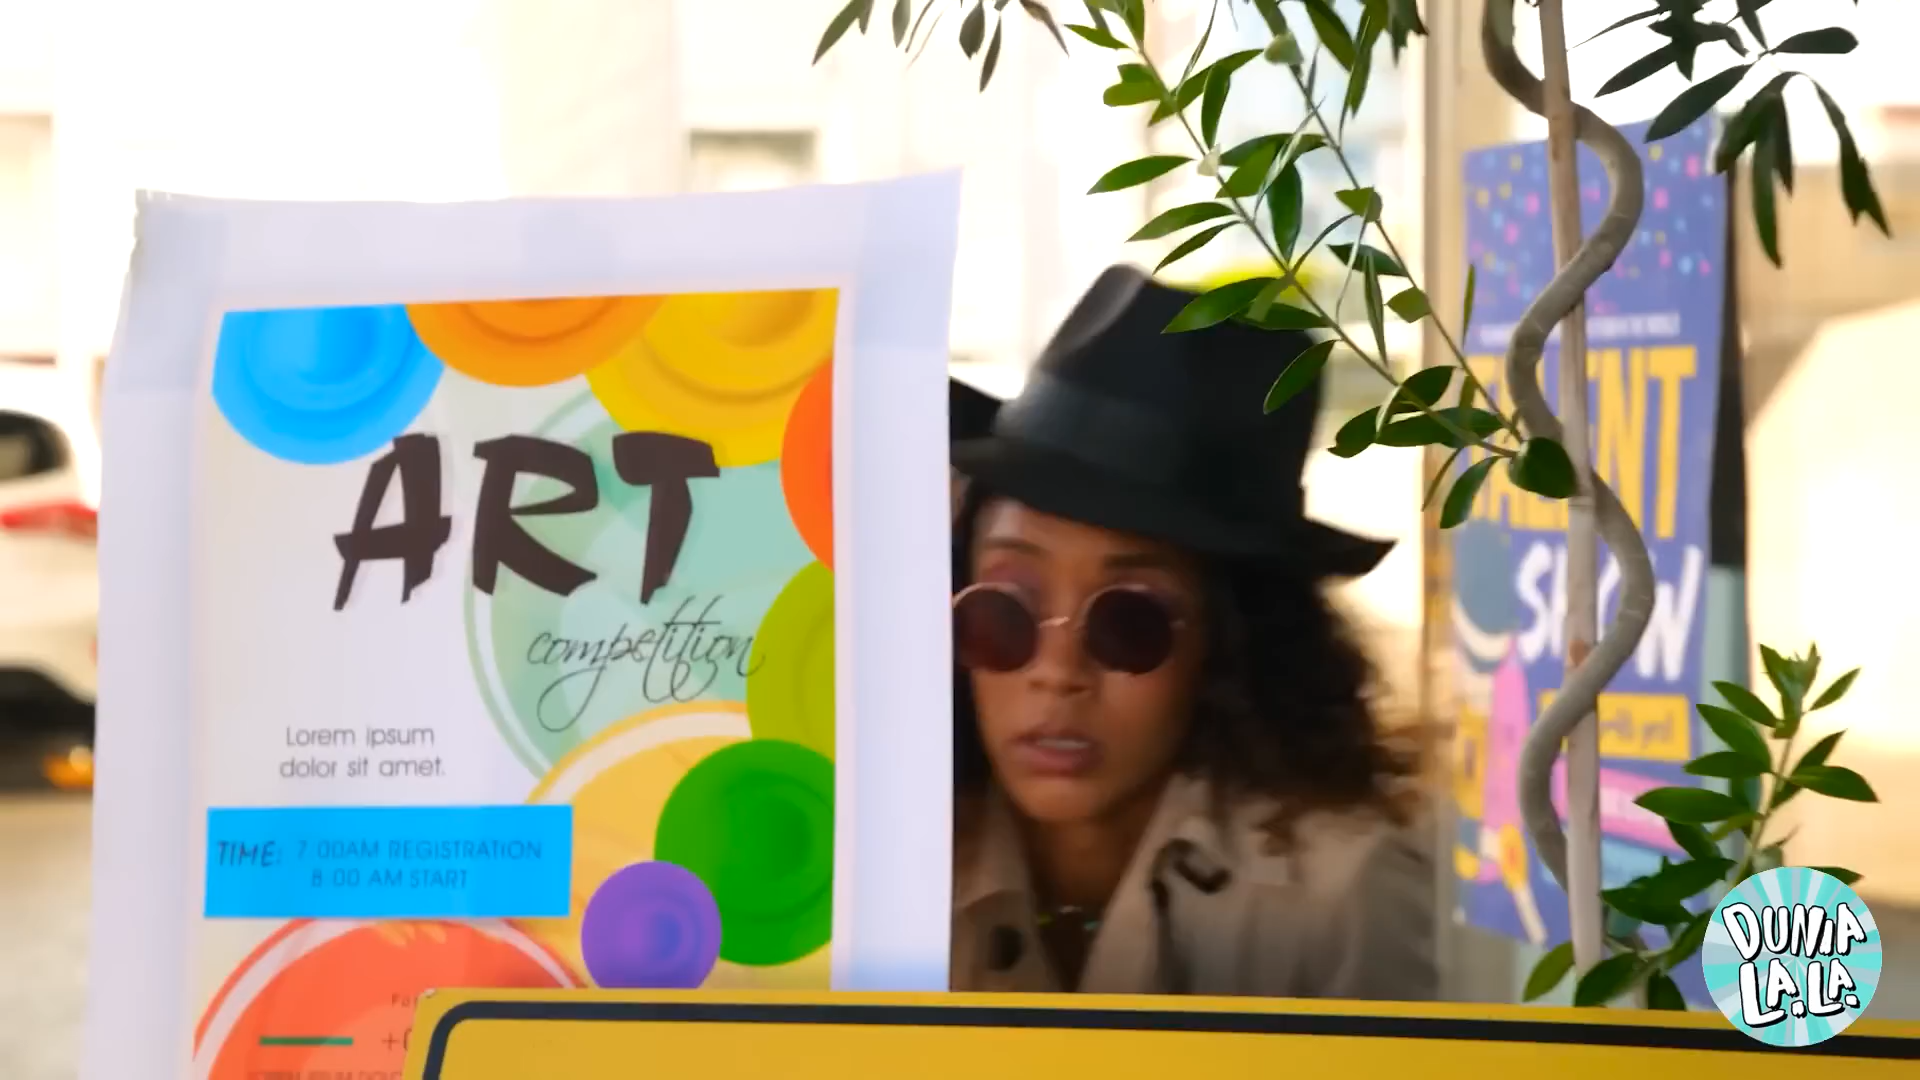 ART
competition
Lorem ipsum
dolor sit amet.
TIME: 7 00AM REGISTRATION
8 00 AM START
TALENT
SHOW
DUNIA
LA.LA.